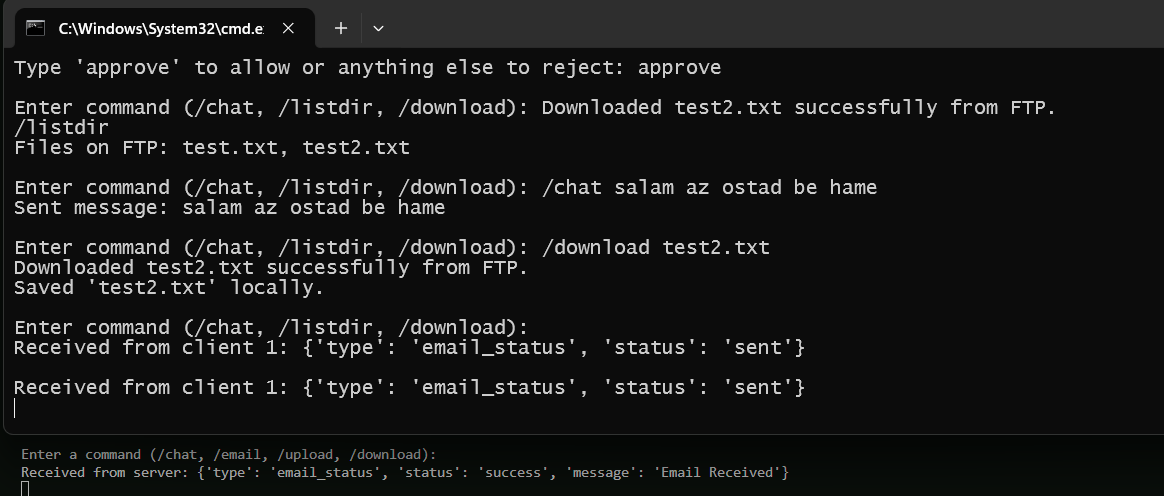 C:\Windows\System32\cmd.e
Type 'approve' to allow or anything else to reject: approve
Enter command (/chat, /listdir, /download): Downloaded test2.txt successfully from FTP.
/listdir
Files on FTP: test.txt, test2.txt
Enter command (/chat, /listdir, /download): /chat salam az ostad be hame
Sent message: salam az ostad be hame
Enter command (/chat, /listdir, /download): /download test2.txt
Downloaded test2.txt successfully from FTP.
Saved 'test2.txt' locally.
Enter command (/chat, /listdir, /download):
Received from client 1: {'type': 'email_status', 'status': 'sent'}
Received from client 1: {'type': 'email_status', 'status': 'sent'}
Enter a command (/chat, /email, /upload, /download):
Received from server: {'type': 'email_status', 'status': 'success', 'message': 'Email Received'}